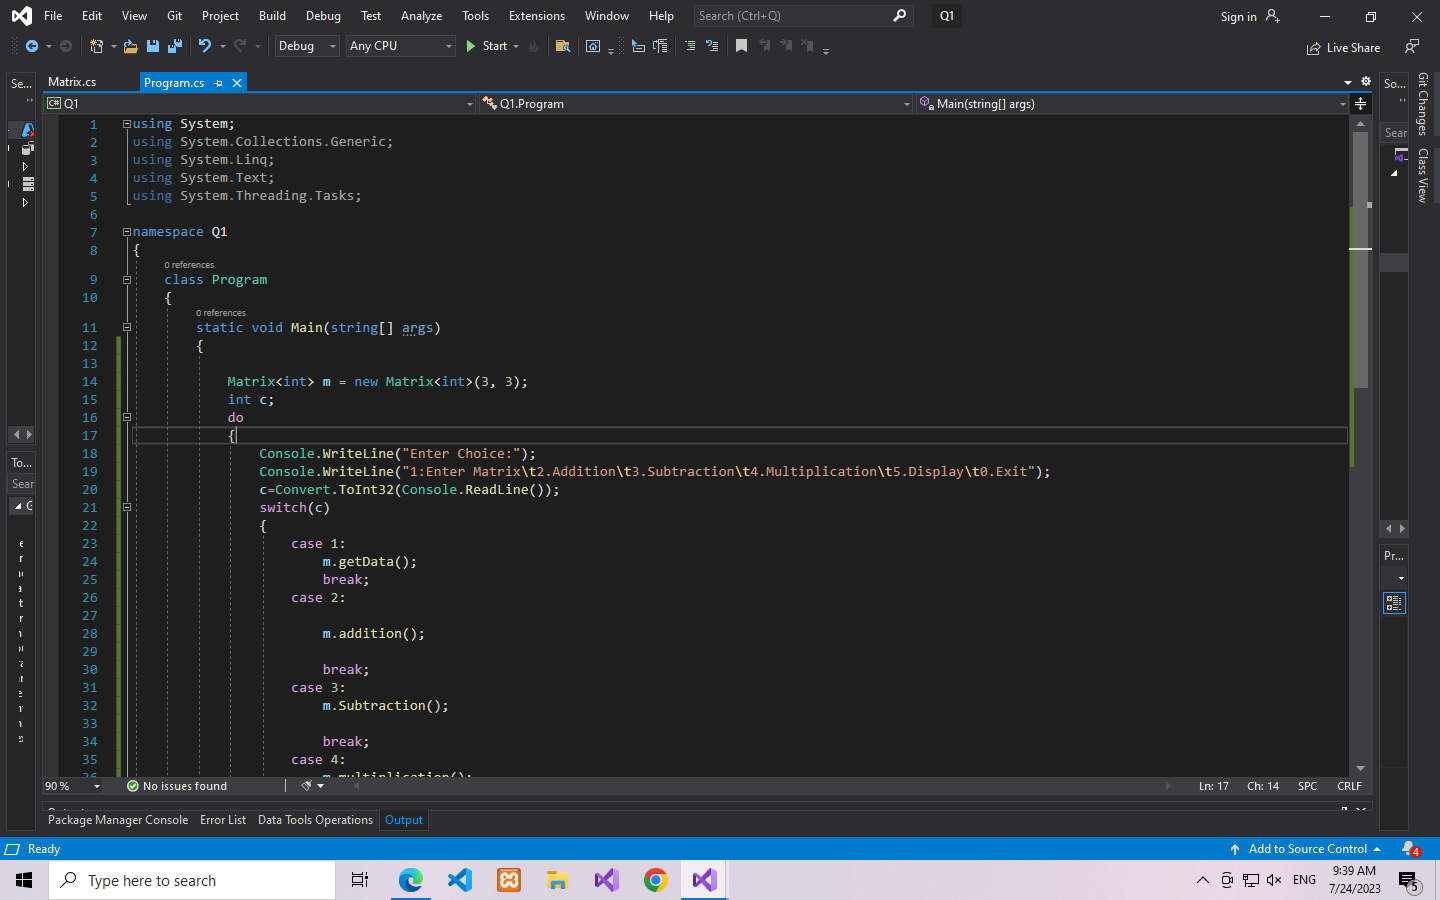 File Edit View Git Project Build Debug Test Analyze Tools Extensions Window Help Search (Ctrl+Q) Q1 Sign in
Debug Any CPU Start Live Share
Se... Matrix.cs Program.cs So...
Q1 Q1.Program Main(string[] args)
Git Changes
Class View
Sear
1 using System;
2 using System.Collections.Generic;
3 using System.Linq;
4 using System.Text;
5 using System.Threading.Tasks;
6
7 namespace Q1
8 {
0 references
9 class Program
10 {
0 references
11 static void Main(string[] args)
12 {
13
14 Matrix<int> m = new Matrix<int>(3, 3);
15 int c;
16 do
17 {
18 Console.WriteLine("Enter Choice:");
19 Console.WriteLine("1:Enter Matrix\t2.Addition\t3.Subtraction\t4.Multiplication\t5.Display\t0.Exit");
20 c=Convert.ToInt32(Console.ReadLine());
21 switch(c)
22 {
23 case 1:
24 m.getData();
25 break;
26 case 2:
27
28 m.addition();
29
30 break;
31 case 3:
32 m.Subtraction();
33
34 break;
35 case 4:
36 m.multiplication();
To...
Sear
G
Pr...
90 % No issues found Ln: 17 Ch: 14 SPC CRLF
Package Manager Console Error List Data Tools Operations Output
Ready Add to Source Control 4
Type here to search ENG 9:39 AM
7/24/2023 5